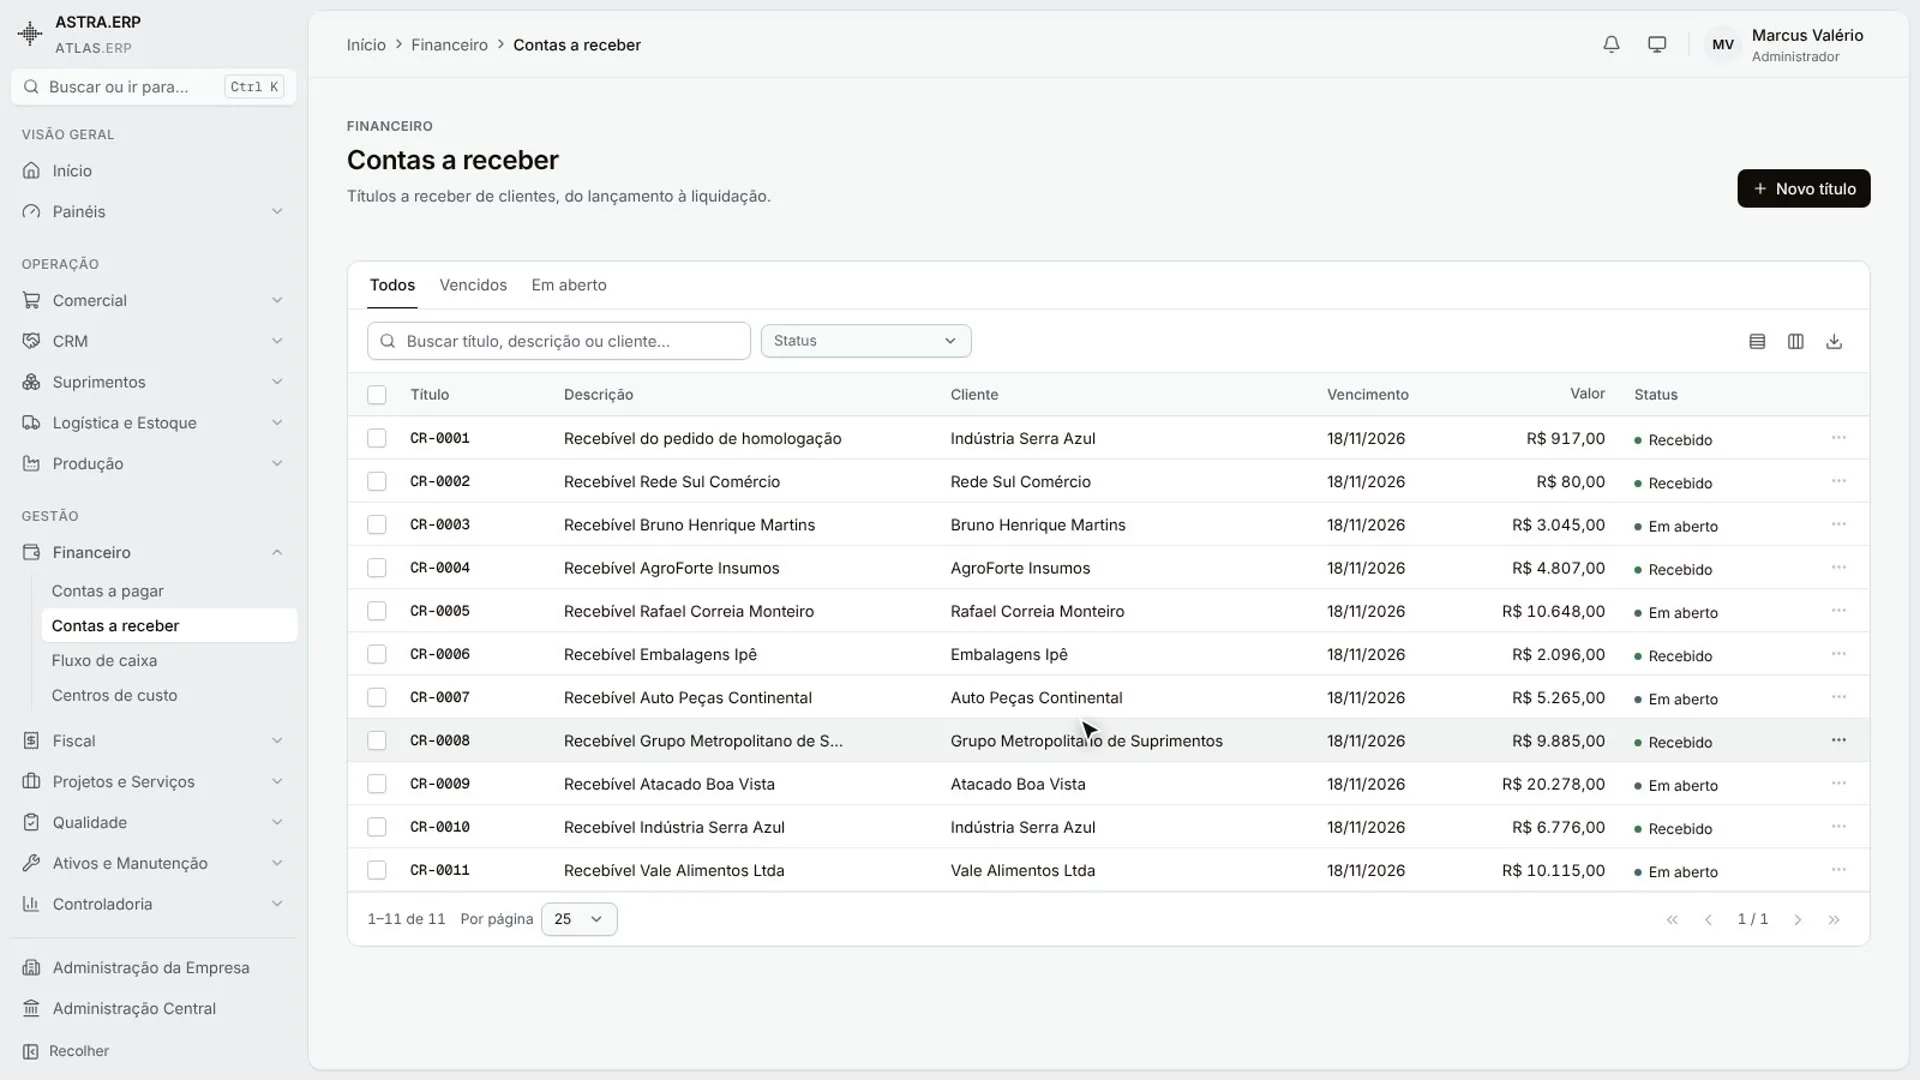 ASTRA.ERP
ATLAS.ERP
Buscar ou ir para... Ctrl K
VISÃO GERAL
Início
Painéis
OPERAÇÃO
Comercial
CRM
Suprimentos
Logística e Estoque
Produção
GESTÃO
Financeiro
Contas a pagar
Contas a receber
Fluxo de caixa
Centros de custo
Fiscal
Projetos e Serviços
Qualidade
Ativos e Manutenção
Controladoria
Administração da Empresa
Administração Central
Recolher
Início > Financeiro > Contas a receber
MV
Marcus Valério
Administrador
FINANCEIRO
Contas a receber
Títulos a receber de clientes, do lançamento à liquidação.
+ Novo título
Todos Vencidos Em aberto
Buscar título, descrição ou cliente... Status
Título Descrição Cliente Vencimento Valor Status
CR-0001 Recebível do pedido de homologação Indústria Serra Azul 18/11/2026 R$ 917,00 Recebido
CR-0002 Recebível Rede Sul Comércio Rede Sul Comércio 18/11/2026 R$ 80,00 Recebido
CR-0003 Recebível Bruno Henrique Martins Bruno Henrique Martins 18/11/2026 R$ 3.045,00 Em aberto
CR-0004 Recebível AgroForte Insumos AgroForte Insumos 18/11/2026 R$ 4.807,00 Recebido
CR-0005 Recebível Rafael Correia Monteiro Rafael Correia Monteiro 18/11/2026 R$ 10.648,00 Em aberto
CR-0006 Recebível Embalagens Ipê Embalagens Ipê 18/11/2026 R$ 2.096,00 Recebido
CR-0007 Recebível Auto Peças Continental Auto Peças Continental 18/11/2026 R$ 5.265,00 Em aberto
CR-0008 Recebível Grupo Metropolitano de S... Grupo Metropolitano de Suprimentos 18/11/2026 R$ 9.885,00 Recebido
CR-0009 Recebível Atacado Boa Vista Atacado Boa Vista 18/11/2026 R$ 20.278,00 Em aberto
CR-0010 Recebível Indústria Serra Azul Indústria Serra Azul 18/11/2026 R$ 6.776,00 Recebido
CR-0011 Recebível Vale Alimentos Ltda Vale Alimentos Ltda 18/11/2026 R$ 10.115,00 Em aberto
1–11 de 11 Por página 25 « < 1 / 1 > »